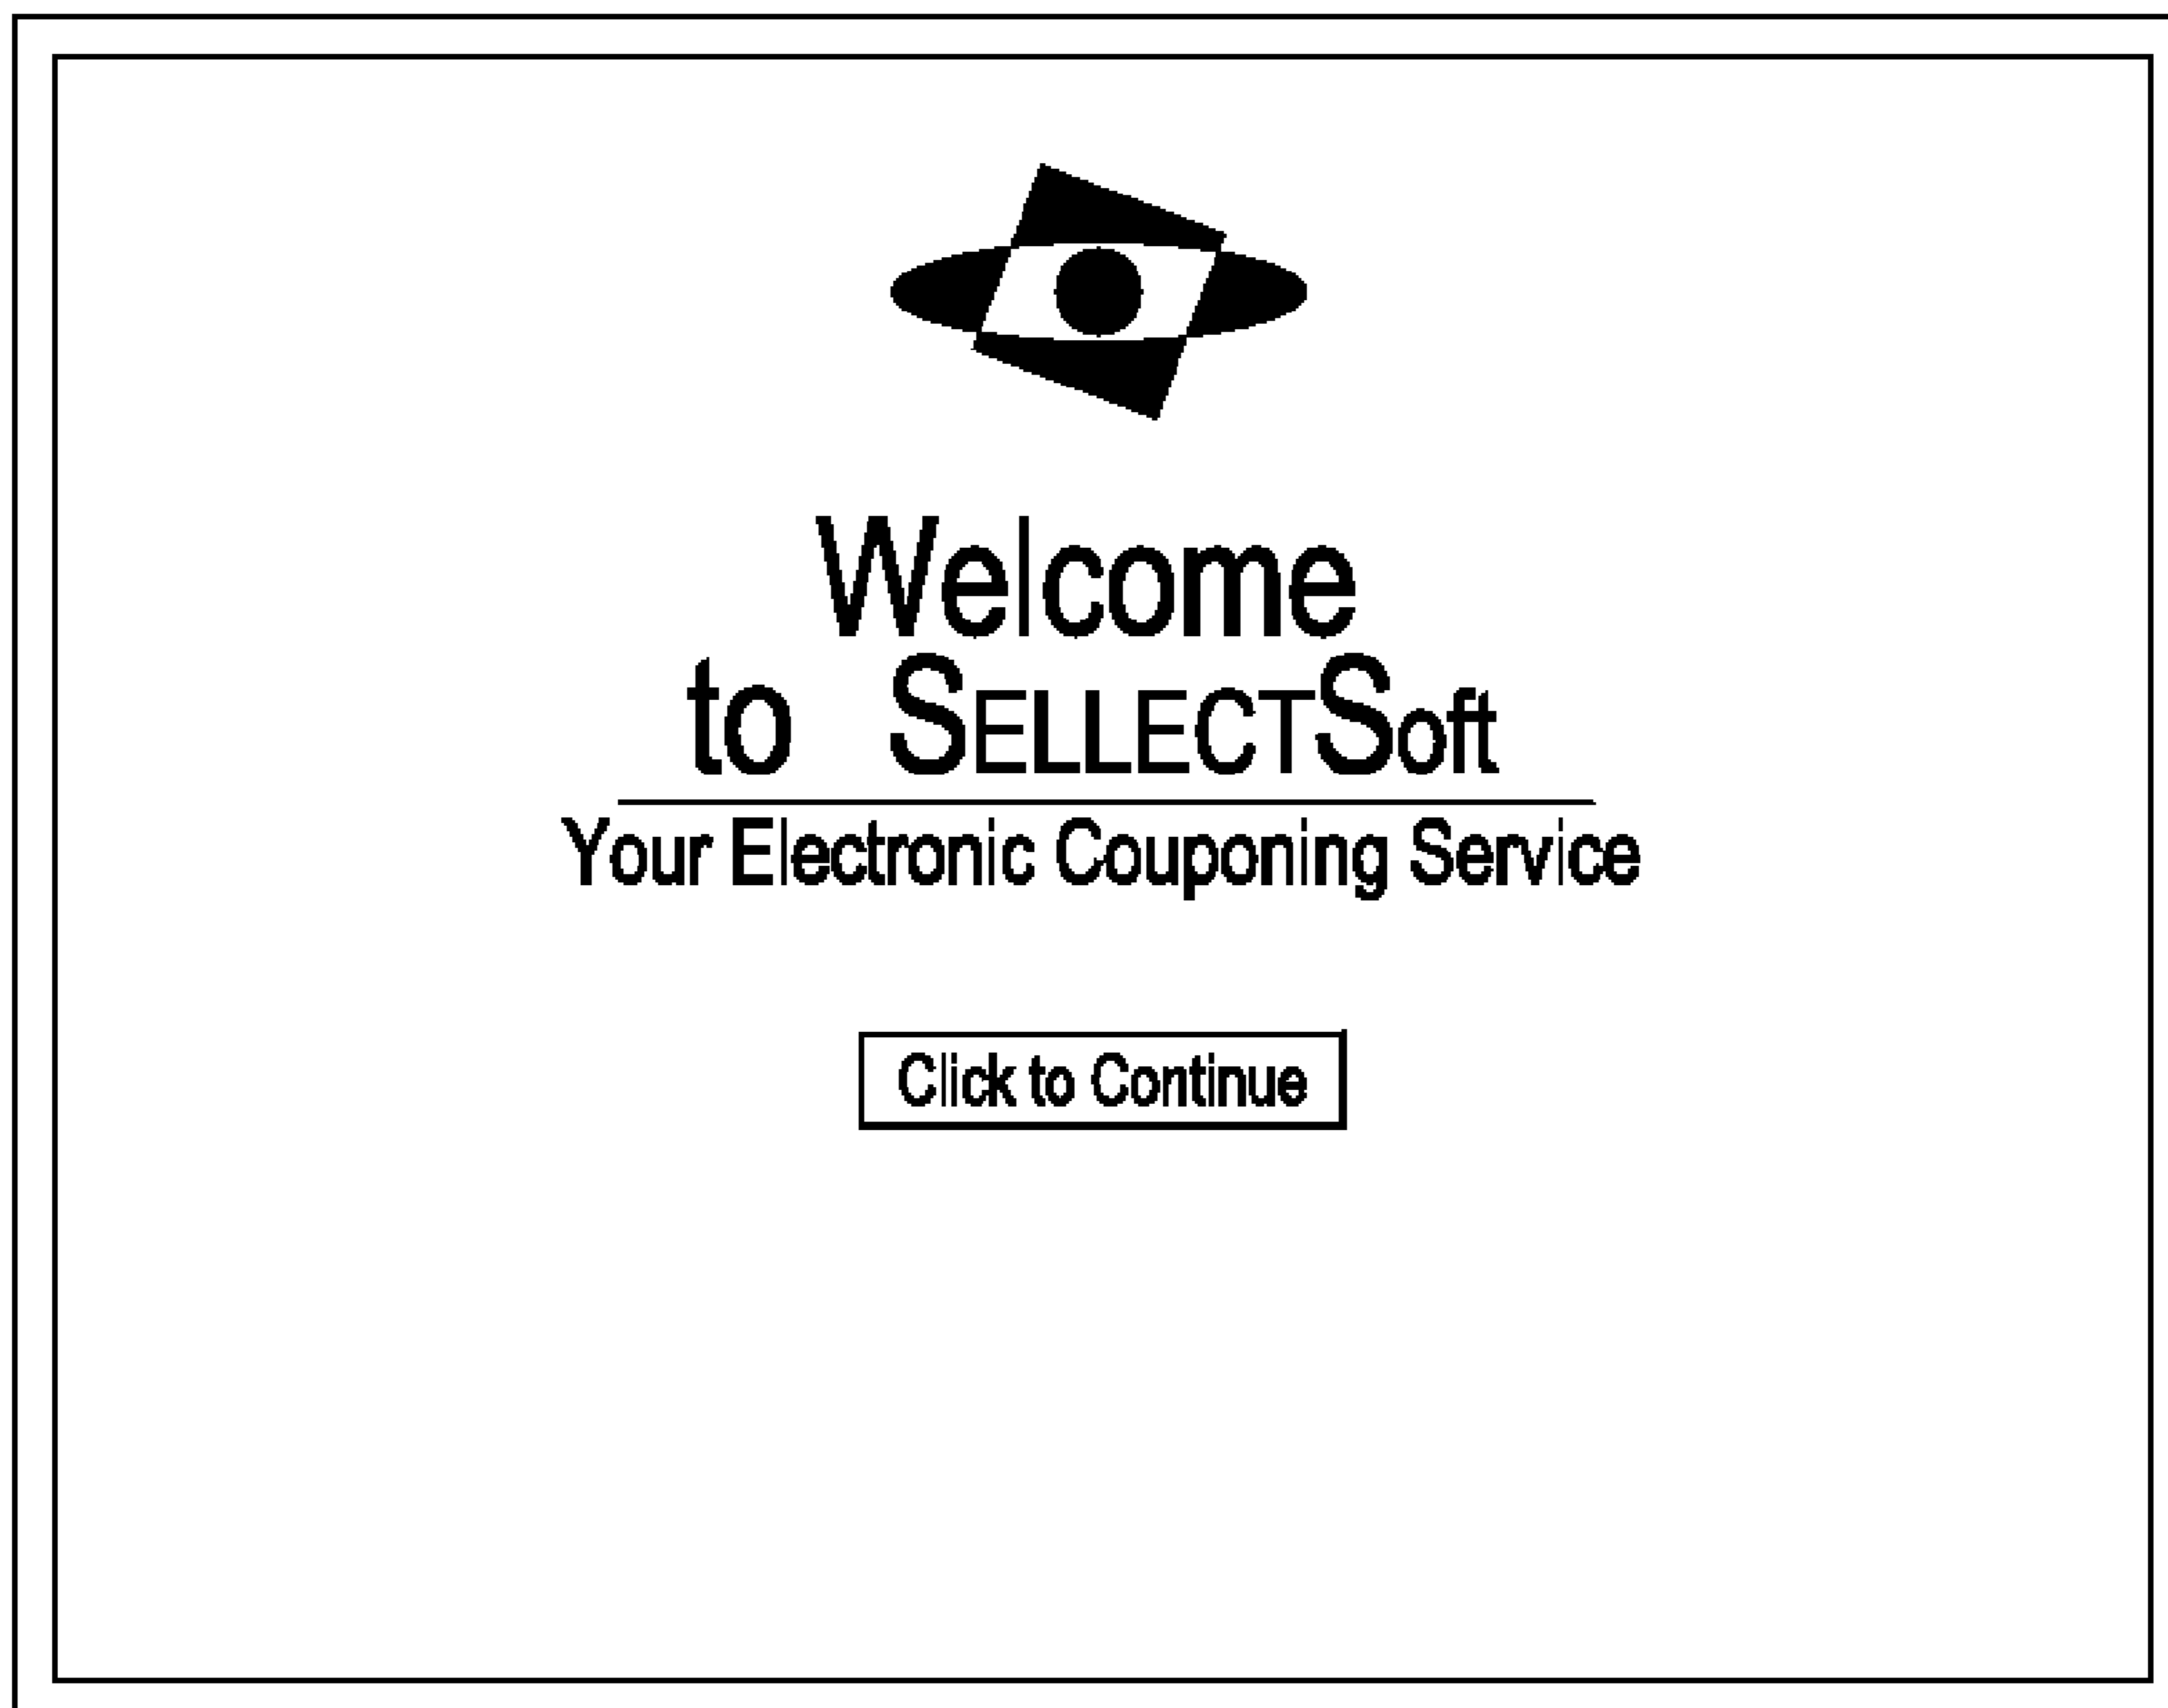 Welcome
to SELLECTSoft
Your Electronic Couponing Service
Click to Continue